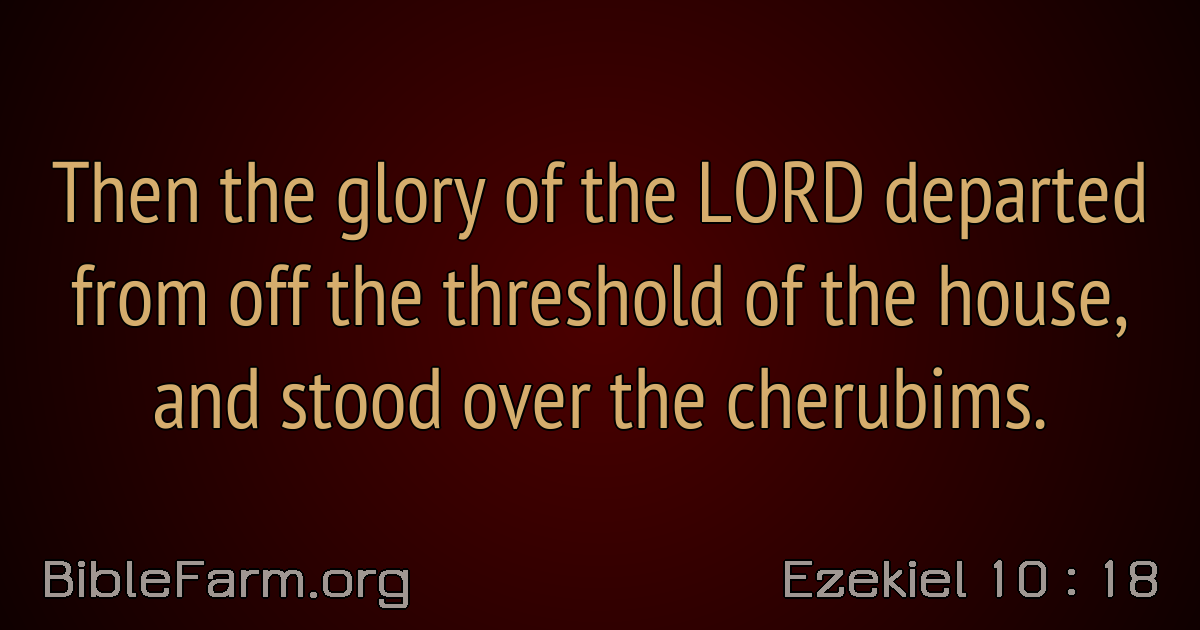 Then the glory of the LORD departed
from off the threshold of the house,
and stood over the cherubims.
BibleFarm.org
Ezekiel 10 : 18